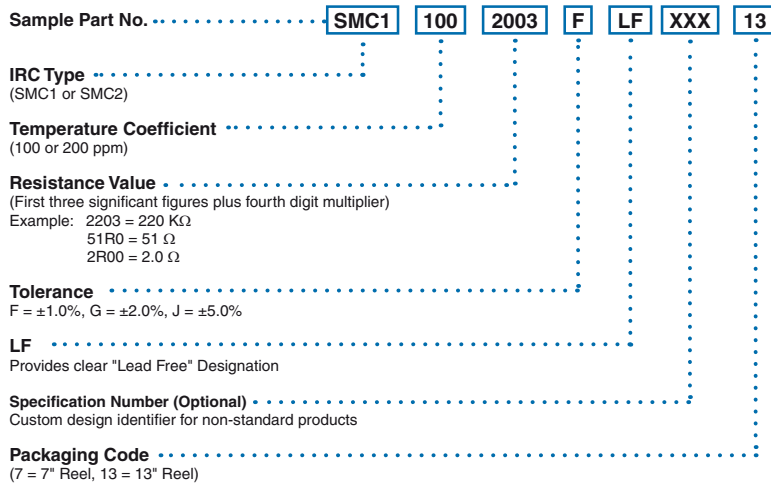 Sample Part No. SMC1 100 2003 F LF XXX 13
IRC Type
(SMC1 or SMC2)
Temperature Coefficient
(100 or 200 ppm)
Resistance Value
(First three significant figures plus fourth digit multiplier)
Example: 2203 = 220 KΩ
51R0 = 51 Ω
2R00 = 2.0 Ω
Tolerance
F = ±1.0%, G = ±2.0%, J = ±5.0%
LF
Provides clear "Lead Free" Designation
Specification Number (Optional)
Custom design identifier for non-standard products
Packaging Code
(7 = 7" Reel, 13 = 13" Reel)